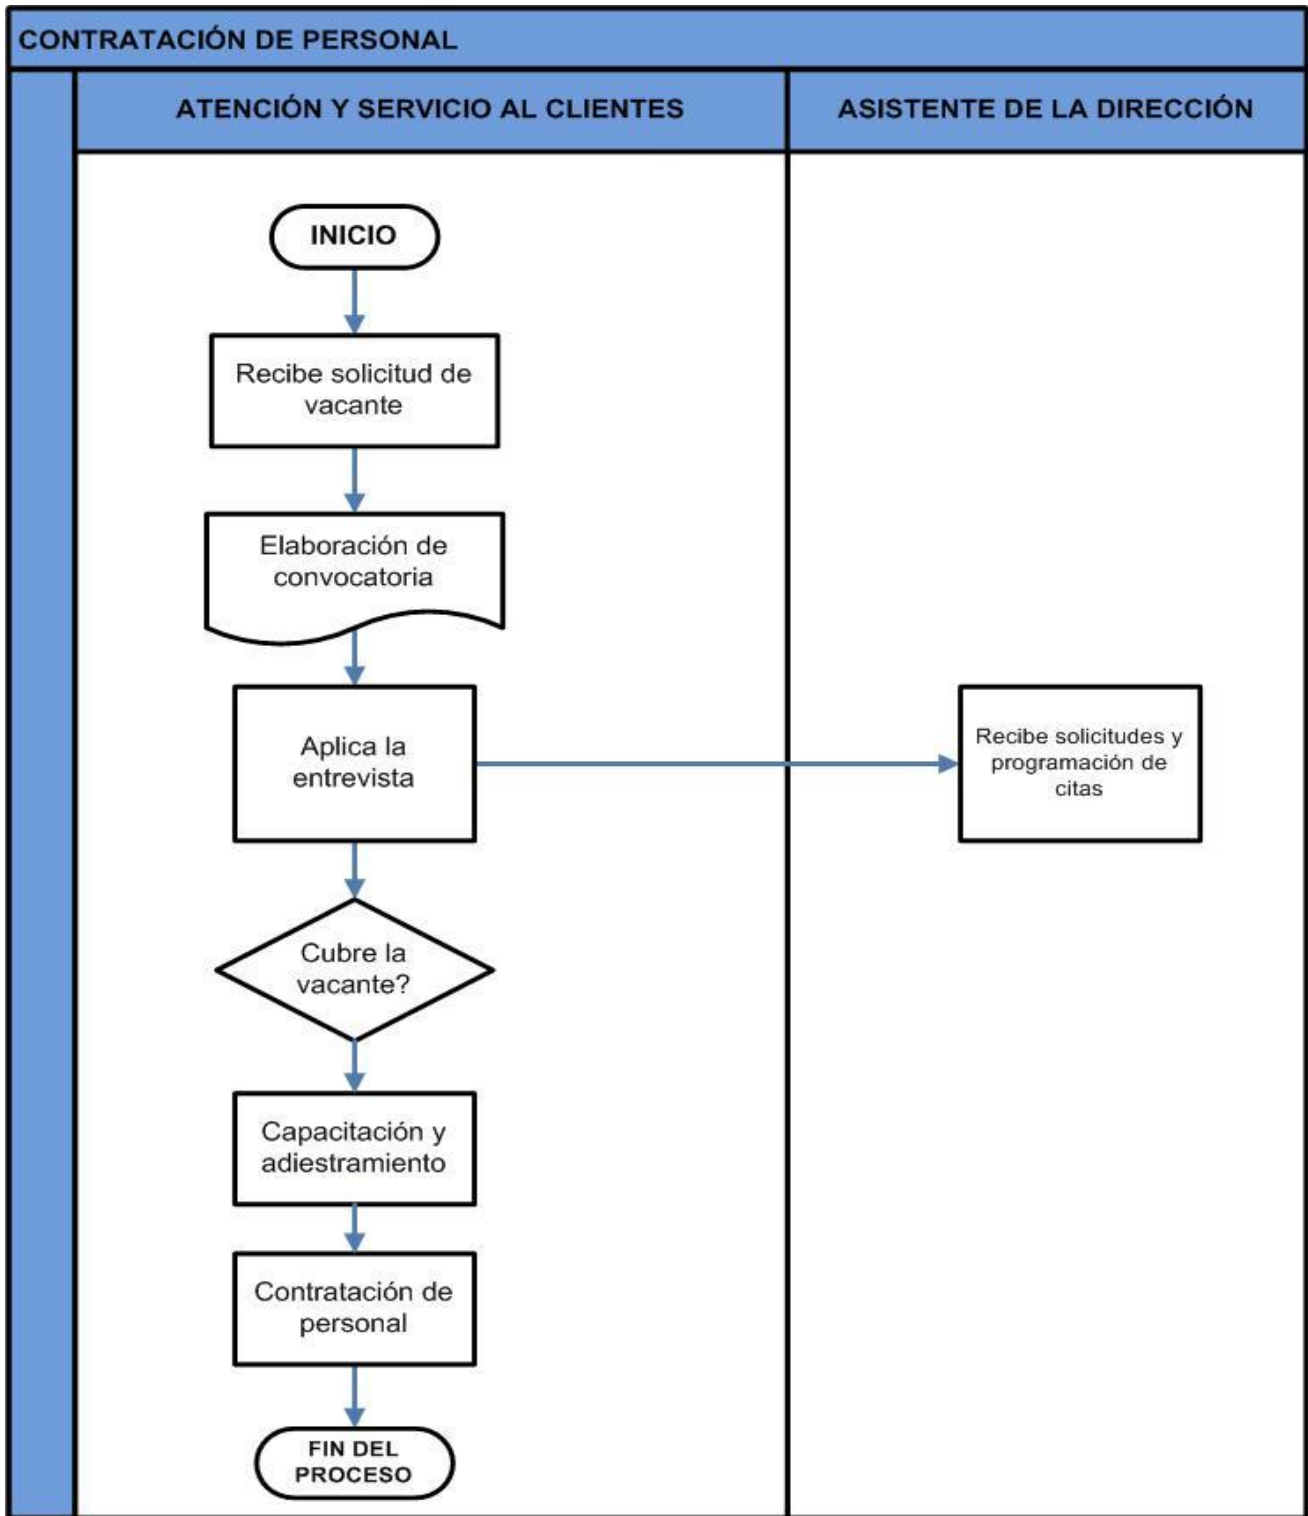 CONTRATACIÓN DE PERSONAL
ATENCIÓN Y SERVICIO AL CLIENTES
ASISTENTE DE LA DIRECCIÓN
INICIO
Recibe solicitud de
vacante
Elaboración de
convocatoria
Aplica la
entrevista
Recibe solicitudes y
programación de
citas
Cubre la
vacante?
Capacitación y
adiestramiento
Contratación de
personal
FIN DEL
PROCESO